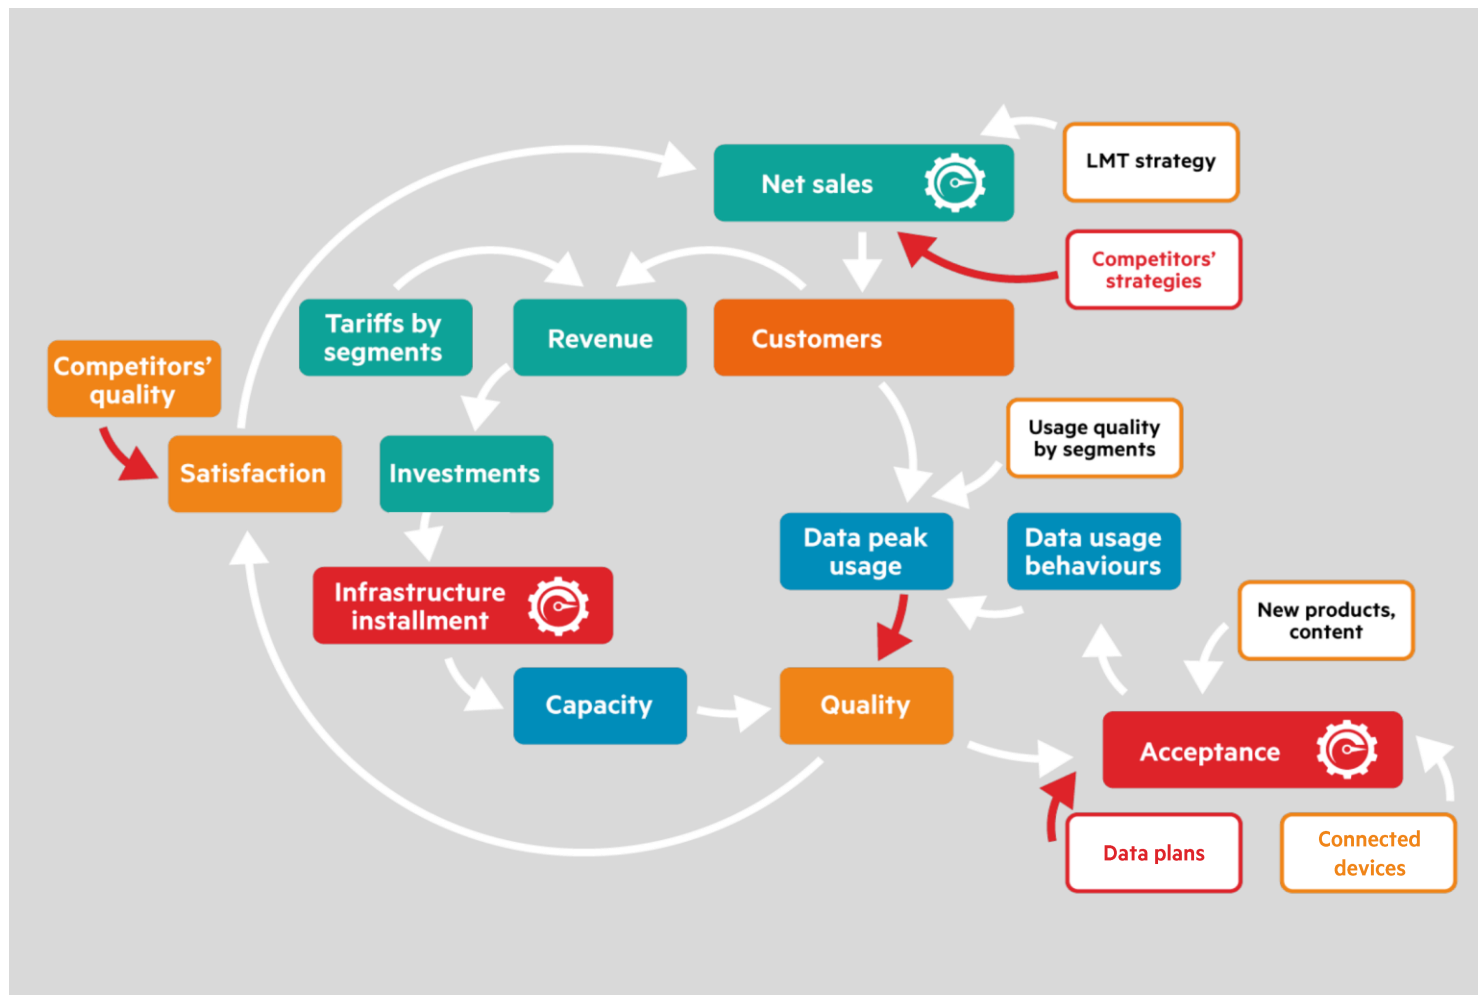 LMT strategy
Net sales
Competitors’
strategies
Tariffs by
segments
Revenue
Customers
Competitors’
quality
Usage quality
by segments
Satisfaction
Investments
Data peak
usage
Data usage
behaviours
Infrastructure
installment
New products,
content
Capacity
Quality
Acceptance
Data plans
Connected
devices